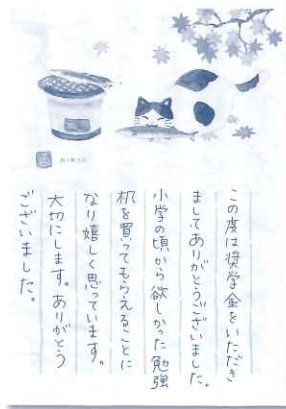 この度は奨学金をいただき
ましてありがとうございました。
小学の頃から欲しかった勉強
机を買ってもらえることに
なり嬉しく思っています。
大切にします。ありがとう
ございました。